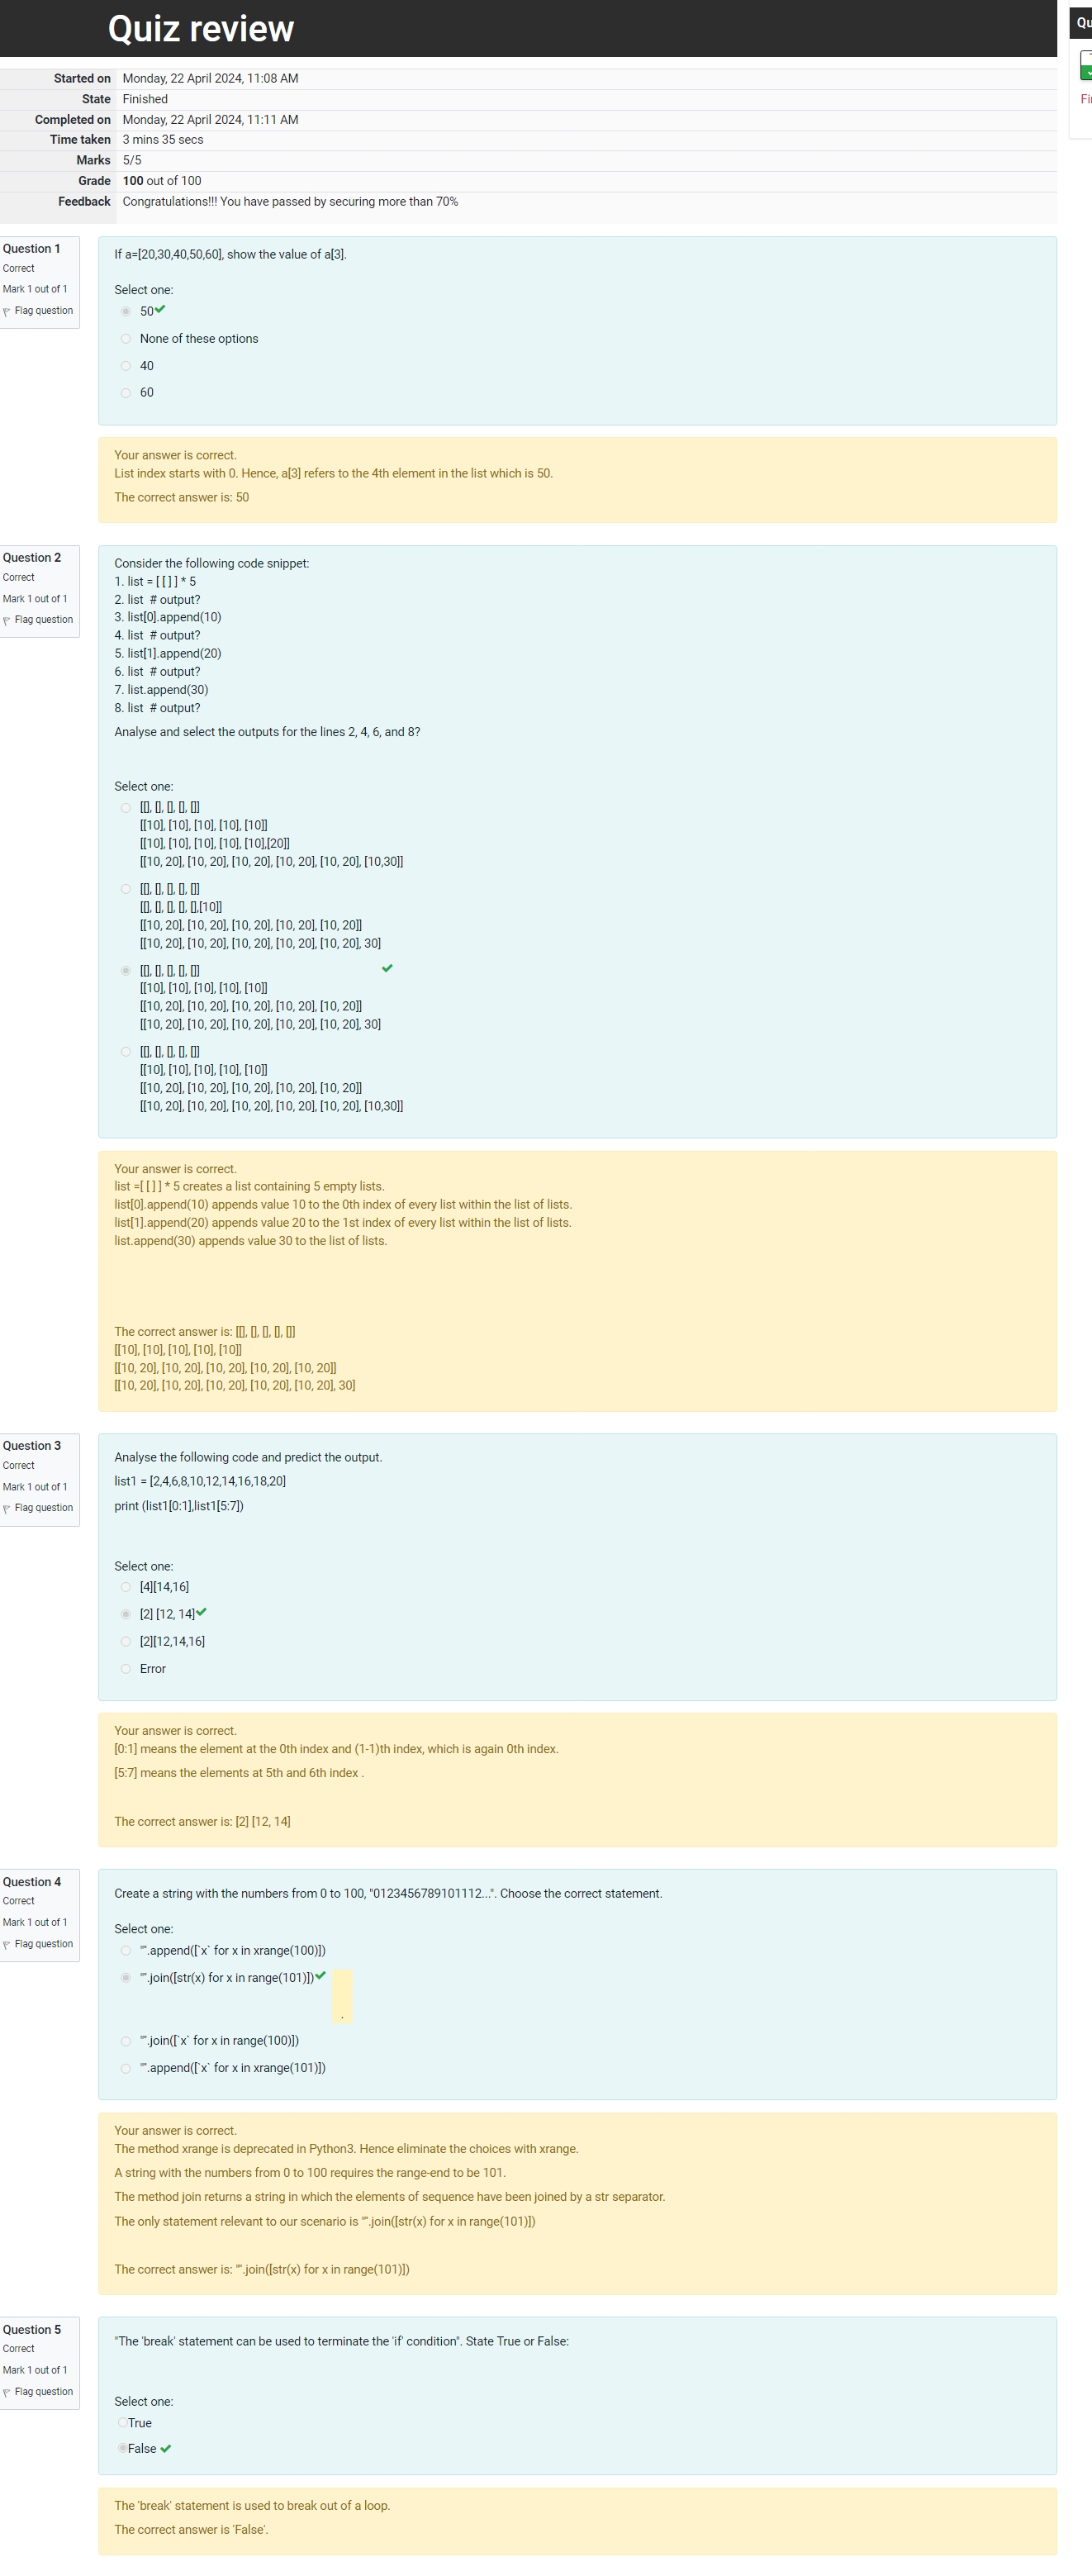 Quiz review
Qu
Started on Monday, 22 April 2024, 11:08 AM
State Finished
Completed on Monday, 22 April 2024, 11:11 AM
Time taken 3 mins 35 secs
Marks 5/5
Grade 100 out of 100
Feedback Congratulations!!! You have passed by securing more than 70%
Fi
Question 1
Correct
Mark 1 out of 1
Flag question
If a=[20,30,40,50,60], show the value of a[3].
Select one:
50
None of these options
40
60
Your answer is correct.
List index starts with 0. Hence, a[3] refers to the 4th element in the list which is 50.
The correct answer is: 50
Question 2
Correct
Mark 1 out of 1
Flag question
Consider the following code snippet:
1. list = [ [ ] ] * 5
2. list # output?
3. list[0].append(10)
4. list # output?
5. list[1].append(20)
6. list # output?
7. list.append(30)
8. list # output?
Analyse and select the outputs for the lines 2, 4, 6, and 8?
Select one:
[[], [], [], [], []]
[[10], [10], [10], [10], [10]]
[[10], [10], [10], [10], [10],[20]]
[[10, 20], [10, 20], [10, 20], [10, 20], [10, 20], [10,30]]
[[], [], [], [], []]
[[], [], [], [], [],[10]]
[[10, 20], [10, 20], [10, 20], [10, 20], [10, 20]]
[[10, 20], [10, 20], [10, 20], [10, 20], [10, 20], 30]
[[], [], [], [], []]
[[10], [10], [10], [10], [10]]
[[10, 20], [10, 20], [10, 20], [10, 20], [10, 20]]
[[10, 20], [10, 20], [10, 20], [10, 20], [10, 20], 30]
[[], [], [], [], []]
[[10], [10], [10], [10], [10]]
[[10, 20], [10, 20], [10, 20], [10, 20], [10, 20]]
[[10, 20], [10, 20], [10, 20], [10, 20], [10, 20], [10,30]]
Your answer is correct.
list =[ [ ] ] * 5 creates a list containing 5 empty lists.
list[0].append(10) appends value 10 to the 0th index of every list within the list of lists.
list[1].append(20) appends value 20 to the 1st index of every list within the list of lists.
list.append(30) appends value 30 to the list of lists.
The correct answer is: [[], [], [], [], []]
[[10], [10], [10], [10], [10]]
[[10, 20], [10, 20], [10, 20], [10, 20], [10, 20]]
[[10, 20], [10, 20], [10, 20], [10, 20], [10, 20], 30]
Question 3
Correct
Mark 1 out of 1
Flag question
Analyse the following code and predict the output.
list1 = [2,4,6,8,10,12,14,16,18,20]
print (list1[0:1],list1[5:7])
Select one:
[4][14,16]
[2] [12, 14]
[2][12,14,16]
Error
Your answer is correct.
[0:1] means the element at the 0th index and (1-1)th index, which is again 0th index.
[5:7] means the elements at 5th and 6th index .
The correct answer is: [2] [12, 14]
Question 4
Correct
Mark 1 out of 1
Flag question
Create a string with the numbers from 0 to 100, "0123456789101112...". Choose the correct statement.
Select one:
"".append([`x` for x in xrange(100)])
"".join([str(x) for x in range(101)])
.
"".join([`x` for x in range(100)])
"".append([`x` for x in xrange(101)])
Your answer is correct.
The method xrange is deprecated in Python3. Hence eliminate the choices with xrange.
A string with the numbers from 0 to 100 requires the range-end to be 101.
The method join returns a string in which the elements of sequence have been joined by a str separator.
The only statement relevant to our scenario is "".join([str(x) for x in range(101)])
The correct answer is: "".join([str(x) for x in range(101)])
Question 5
Correct
Mark 1 out of 1
Flag question
"The 'break' statement can be used to terminate the 'if' condition". State True or False:
Select one:
True
False
The 'break' statement is used to break out of a loop.
The correct answer is 'False'.